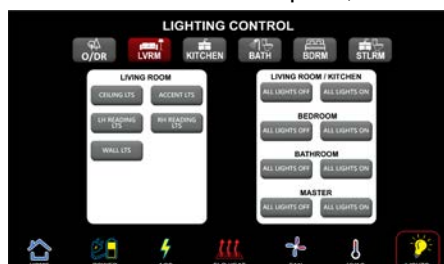 LIGHTING CONTROL
O/DR LVRM KITCHEN BATH BDRM STLRM
LIVING ROOM
CEILING LTS ACCENT LTS
LH READING LTS RH READING LTS
WALL LTS
LIVING ROOM / KITCHEN
ALL LIGHTS OFF ALL LIGHTS ON
BEDROOM
ALL LIGHTS OFF ALL LIGHTS ON
BATHROOM
ALL LIGHTS OFF ALL LIGHTS ON
MASTER
ALL LIGHTS OFF ALL LIGHTS ON